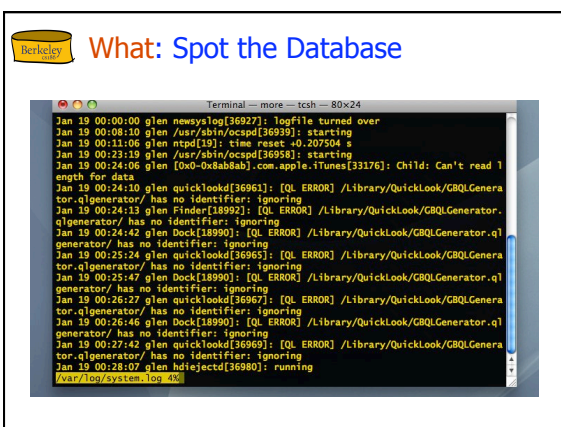 Berkeley
cs186
What: Spot the Database
Terminal — more — tcsh — 80×24
Jan 19 00:00:00 glen newsyslog[36927]: logfile turned over
Jan 19 00:08:10 glen /usr/sbin/ocspd[36939]: starting
Jan 19 00:11:06 glen ntpd[19]: time reset +0.207504 s
Jan 19 00:23:19 glen /usr/sbin/ocspd[36958]: starting
Jan 19 00:24:06 glen [0x0-0x8ab8ab].com.apple.iTunes[33176]: Child: Can't read l
ength for data
Jan 19 00:24:10 glen quicklookd[36961]: [QL ERROR] /Library/QuickLook/GBQLGenera
tor.qlgenerator/ has no identifier: ignoring
Jan 19 00:24:13 glen Finder[18992]: [QL ERROR] /Library/QuickLook/GBQLGenerator.
qlgenerator/ has no identifier: ignoring
Jan 19 00:24:42 glen Dock[18990]: [QL ERROR] /Library/QuickLook/GBQLGenerator.ql
generator/ has no identifier: ignoring
Jan 19 00:25:24 glen quicklookd[36965]: [QL ERROR] /Library/QuickLook/GBQLGenera
tor.qlgenerator/ has no identifier: ignoring
Jan 19 00:25:47 glen Dock[18990]: [QL ERROR] /Library/QuickLook/GBQLGenerator.ql
generator/ has no identifier: ignoring
Jan 19 00:26:27 glen quicklookd[36967]: [QL ERROR] /Library/QuickLook/GBQLGenera
tor.qlgenerator/ has no identifier: ignoring
Jan 19 00:26:46 glen Dock[18990]: [QL ERROR] /Library/QuickLook/GBQLGenerator.ql
generator/ has no identifier: ignoring
Jan 19 00:27:42 glen quicklookd[36969]: [QL ERROR] /Library/QuickLook/GBQLGenera
tor.qlgenerator/ has no identifier: ignoring
Jan 19 00:28:07 glen hdiejectd[36980]: running
/var/log/system.log 4%